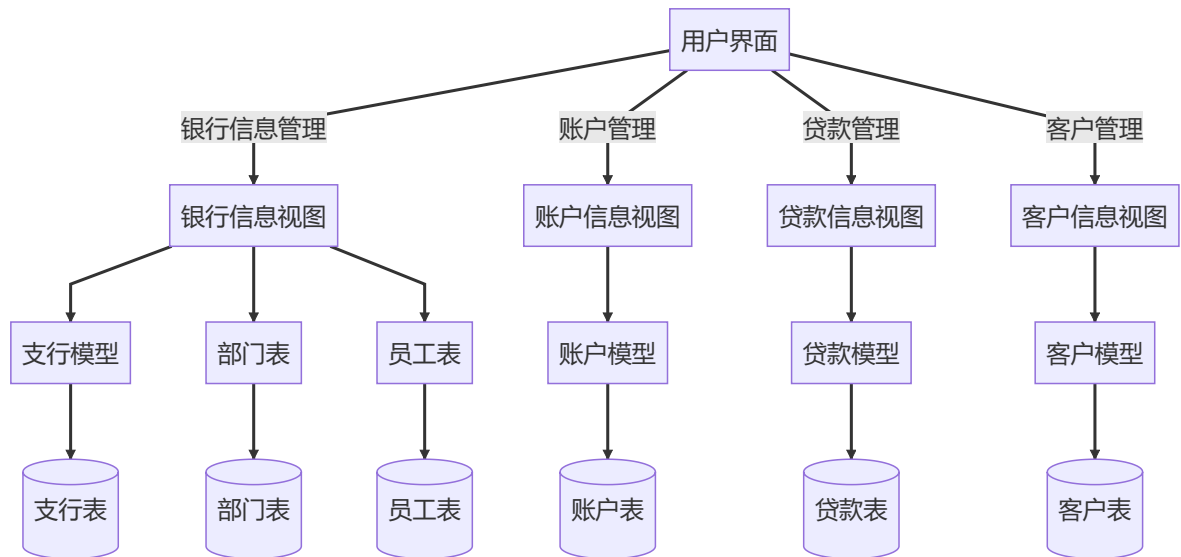 用户界面
银行信息管理
账户管理
贷款管理
客户管理
银行信息视图
账户信息视图
贷款信息视图
客户信息视图
支行模型
部门表
员工表
账户模型
贷款模型
客户模型
支行表
部门表
员工表
账户表
贷款表
客户表